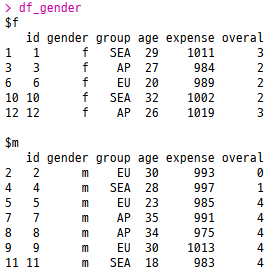 > df_gender
$f
id gender group age expense overal
1 1 f SEA 29 1011 3
3 3 f AP 27 984 2
6 6 f EU 20 989 2
10 10 f SEA 32 1002 2
12 12 f AP 26 1019 3
$m
id gender group age expense overal
2 2 m EU 30 993 0
4 4 m SEA 28 997 1
5 5 m EU 23 985 4
7 7 m AP 35 991 4
8 8 m AP 34 975 4
9 9 m EU 30 1013 4
11 11 m SEA 18 983 4